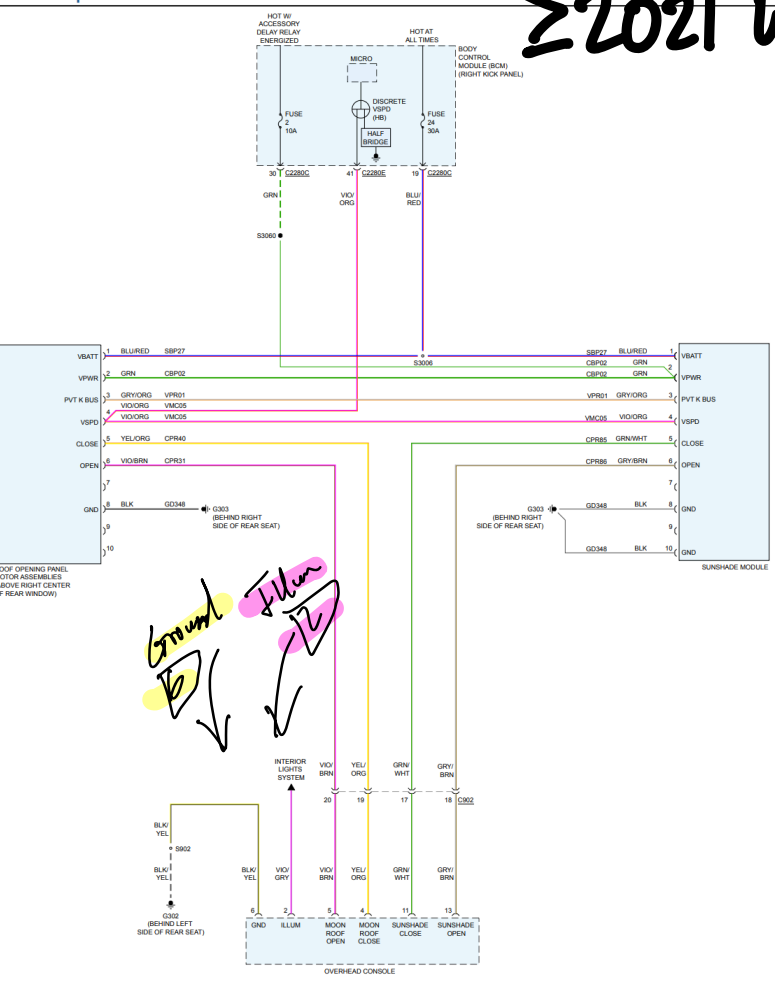 Σ2021
HOT W/
ACCESSORY
DELAY RELAY
ENERGIZED
HOT AT
ALL TIMES
BODY
CONTROL
MODULE (BCM)
(RIGHT KICK PANEL)
MICRO
DISCRETE
VSPD
(HB)
FUSE
2
10A
FUSE
24
30A
HALF
BRIDGE
30 C2280C
41 C2280E
19 C2280C
GRN
VIO/
ORG
BLU/
RED
S3060
S3006
VBATT 1 BLU/RED SBP27
SBP27 BLU/RED 1 VBATT
CBP02 GRN 2
VPWR 2 GRN CBP02
CBP02 GRN VPWR
PVT K BUS 3 GRY/ORG VPR01
VPR01 GRY/ORG 3 PVT K BUS
4 VIO/ORG VMC05
VSPD VIO/ORG VMC05
VMC05 VIO/ORG 4 VSPD
CLOSE 5 YEL/ORG CPR40
CPR85 GRN/WHT 5 CLOSE
OPEN 6 VIO/BRN CPR31
CPR86 GRY/BRN 6 OPEN
7
7
GND 8 BLK GD348
G303
(BEHIND RIGHT
SIDE OF REAR SEAT)
G303
(BEHIND RIGHT
SIDE OF REAR SEAT)
GD348 BLK 8 GND
9
9
10
GD348 BLK 10 GND
OOF OPENING PANEL
OTOR ASSEMBLIES
ABOVE RIGHT CENTER
F REAR WINDOW)
SUNSHADE MODULE
Ground
Illum
INTERIOR
LIGHTS
SYSTEM
VIO/
BRN
YEL/
ORG
GRN/
WHT
GRY/
BRN
20 19 17 18 C902
BLK/
YEL
S902
BLK/
YEL
G302
(BEHIND LEFT
SIDE OF REAR SEAT)
BLK/
YEL
VIO/
GRY
VIO/
BRN
YEL/
ORG
GRN/
WHT
GRY/
BRN
6 2 5 4 11 13
GND
ILLUM
MOON
ROOF
OPEN
MOON
ROOF
CLOSE
SUNSHADE
CLOSE
SUNSHADE
OPEN
OVERHEAD CONSOLE